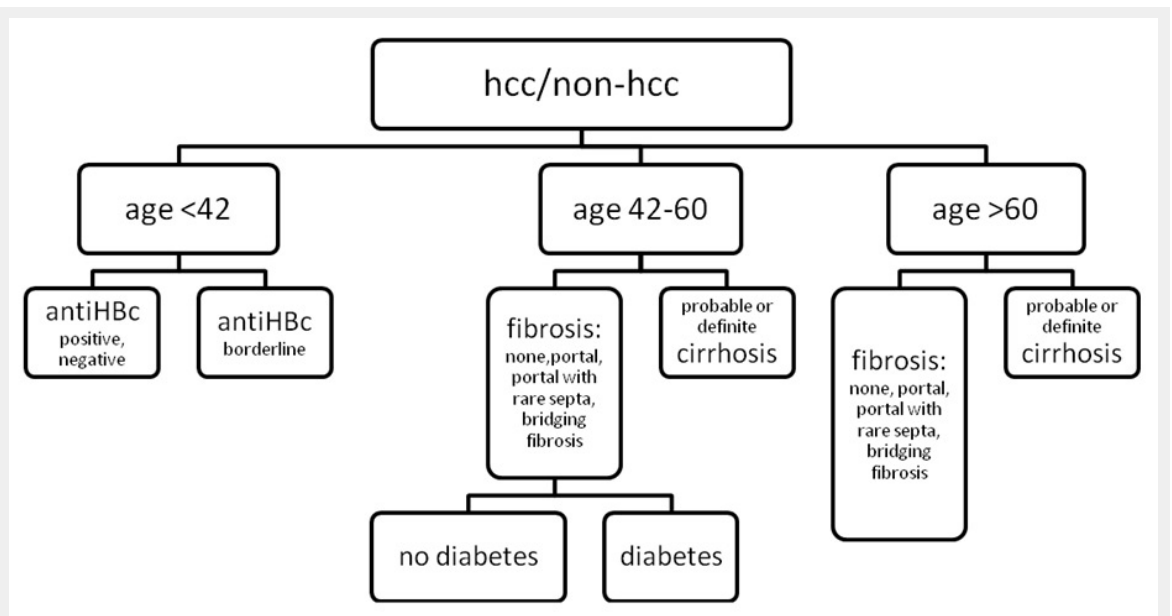 hcc/non-hcc
age <42
age 42-60
age >60
antiHBc
positive,
negative
antiHBc
borderline
fibrosis:
none,portal,
portal with
rare septa,
bridging
fibrosis
probable or
definite
cirrhosis
fibrosis:
none, portal,
portal with
rare septa,
bridging
fibrosis
probable or
definite
cirrhosis
no diabetes
diabetes